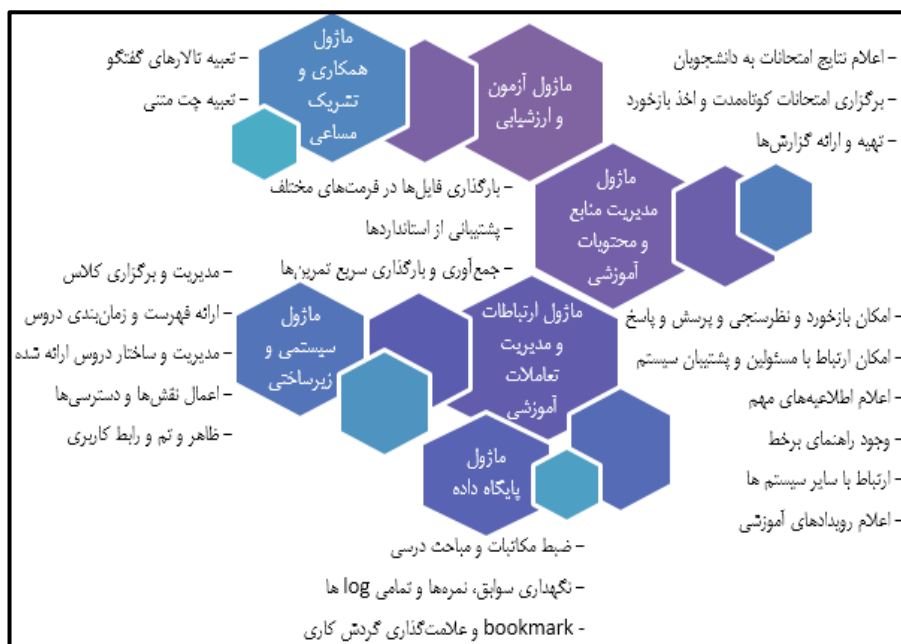 ماژول
همکاری و
تشریک
مساعی
- تعبیه تالارهای گفتگو
- تعبیه چت متنی
ماژول آزمون
و ارزشیابی
- اعلام نتایج امتحانات به دانشجویان
- برگزاری امتحانات کوتاه‌مدت و اخذ بازخورد
- تهیه و ارائه گزارش‌ها
ماژول
مدیریت منابع
و محتویات
آموزشی
- بارگذاری فایل‌ها در فرمت‌های مختلف
- پشتیبانی از استانداردها
- جمع‌آوری و بارگذاری سریع تمرین‌ها
ماژول
سیستمی و
زیرساختی
- مدیریت و برگزاری کلاس
- ارائه فهرست و زمان‌بندی دروس
- مدیریت و ساختار دروس ارائه شده
- اعمال نقش‌ها و دسترسی‌ها
- ظاهر و تم و رابط کاربری
ماژول ارتباطات
و مدیریت
تعاملات
آموزشی
- امکان بازخورد و نظرسنجی و پرسش و پاسخ
- امکان ارتباط با مسئولین و پشتیبان سیستم
- اعلام اطلاعیه‌های مهم
- وجود راهنمای برخط
- ارتباط با سایر سیستم ها
- اعلام رویدادهای آموزشی
ماژول
پایگاه داده
- ضبط مکاتبات و مباحث درسی
- نگهداری سوابق، نمره‌ها و تمامی log ها
- bookmark و علامت‌گذاری گردش کاری